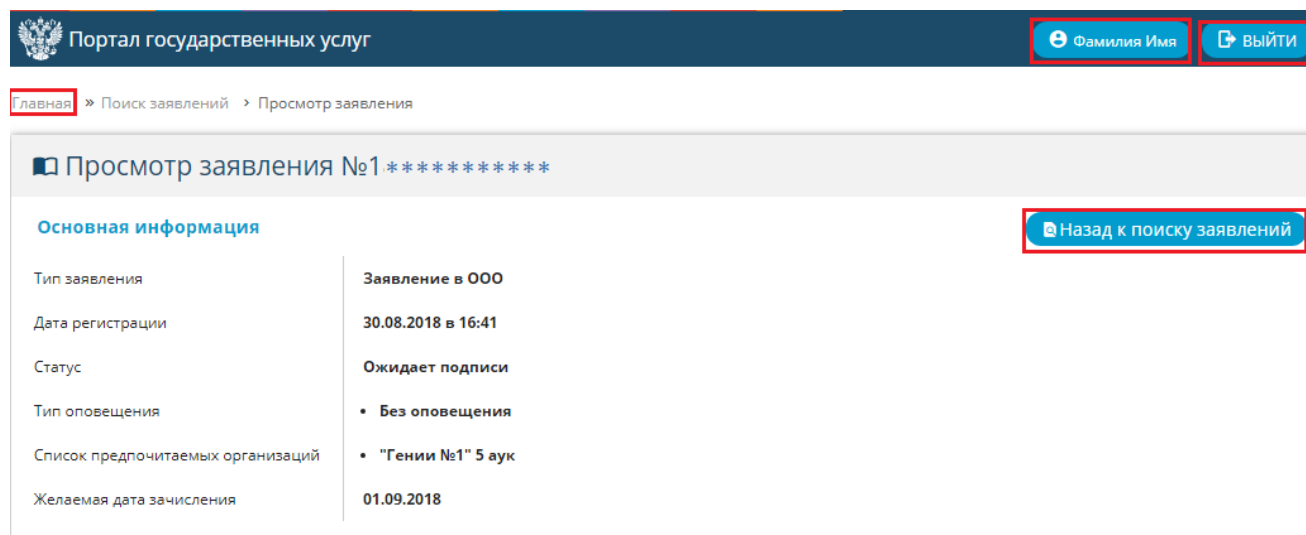 Портал государственных услуг
Фамилия Имя
ВЫЙТИ
Главная » Поиск заявлений › Просмотр заявления
Просмотр заявления №1***********
Основная информация
Назад к поиску заявлений
Тип заявления Заявление в ООО
Дата регистрации 30.08.2018 в 16:41
Статус Ожидает подписи
Тип оповещения • Без оповещения
Список предпочитаемых организаций • "Гении №1" 5 аук
Желаемая дата зачисления 01.09.2018